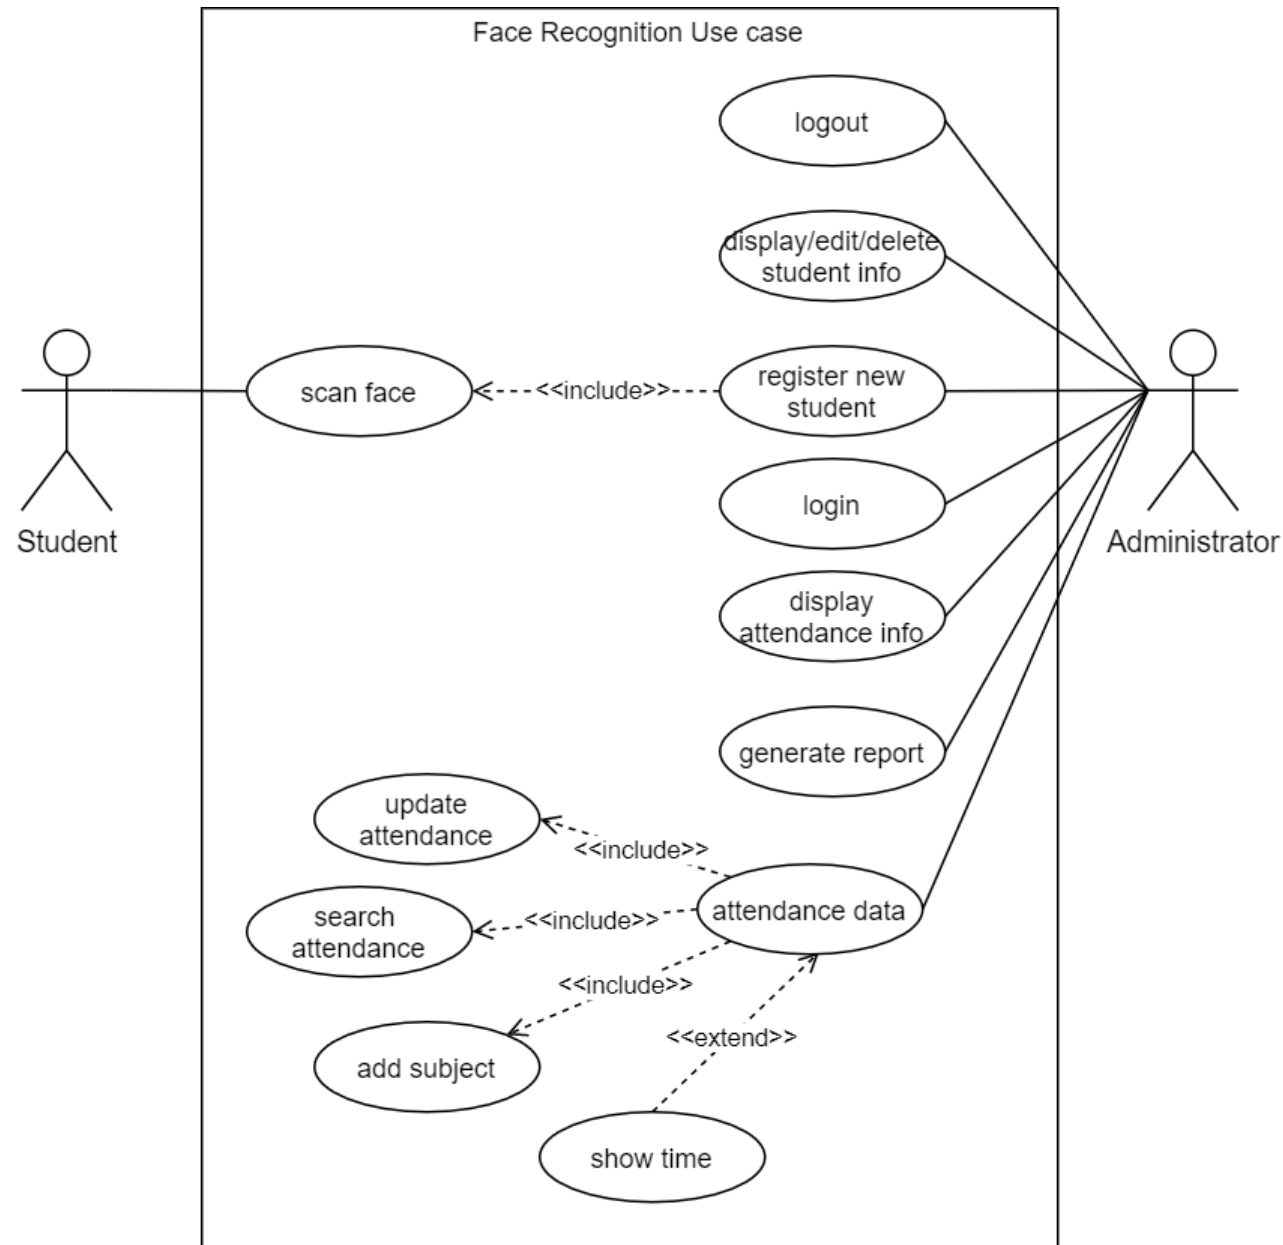 Face Recognition Use case
logout
display/edit/delete
student info
scan face
<<include>>
register new
student
login
Student
Administrator
display
attendance info
generate report
update
attendance
<<include>>
attendance data
search
attendance
<<include>>
<<include>>
add subject
<<extend>>
show time